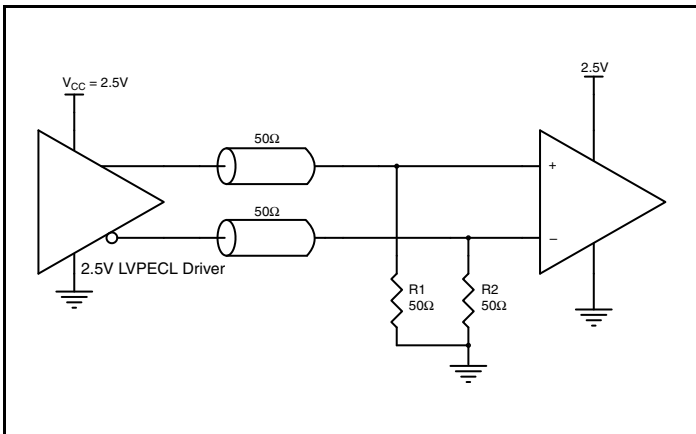 2.5V
V_CC = 2.5V
50Ω
+
50Ω
−
2.5V LVPECL Driver
R1
50Ω
R2
50Ω